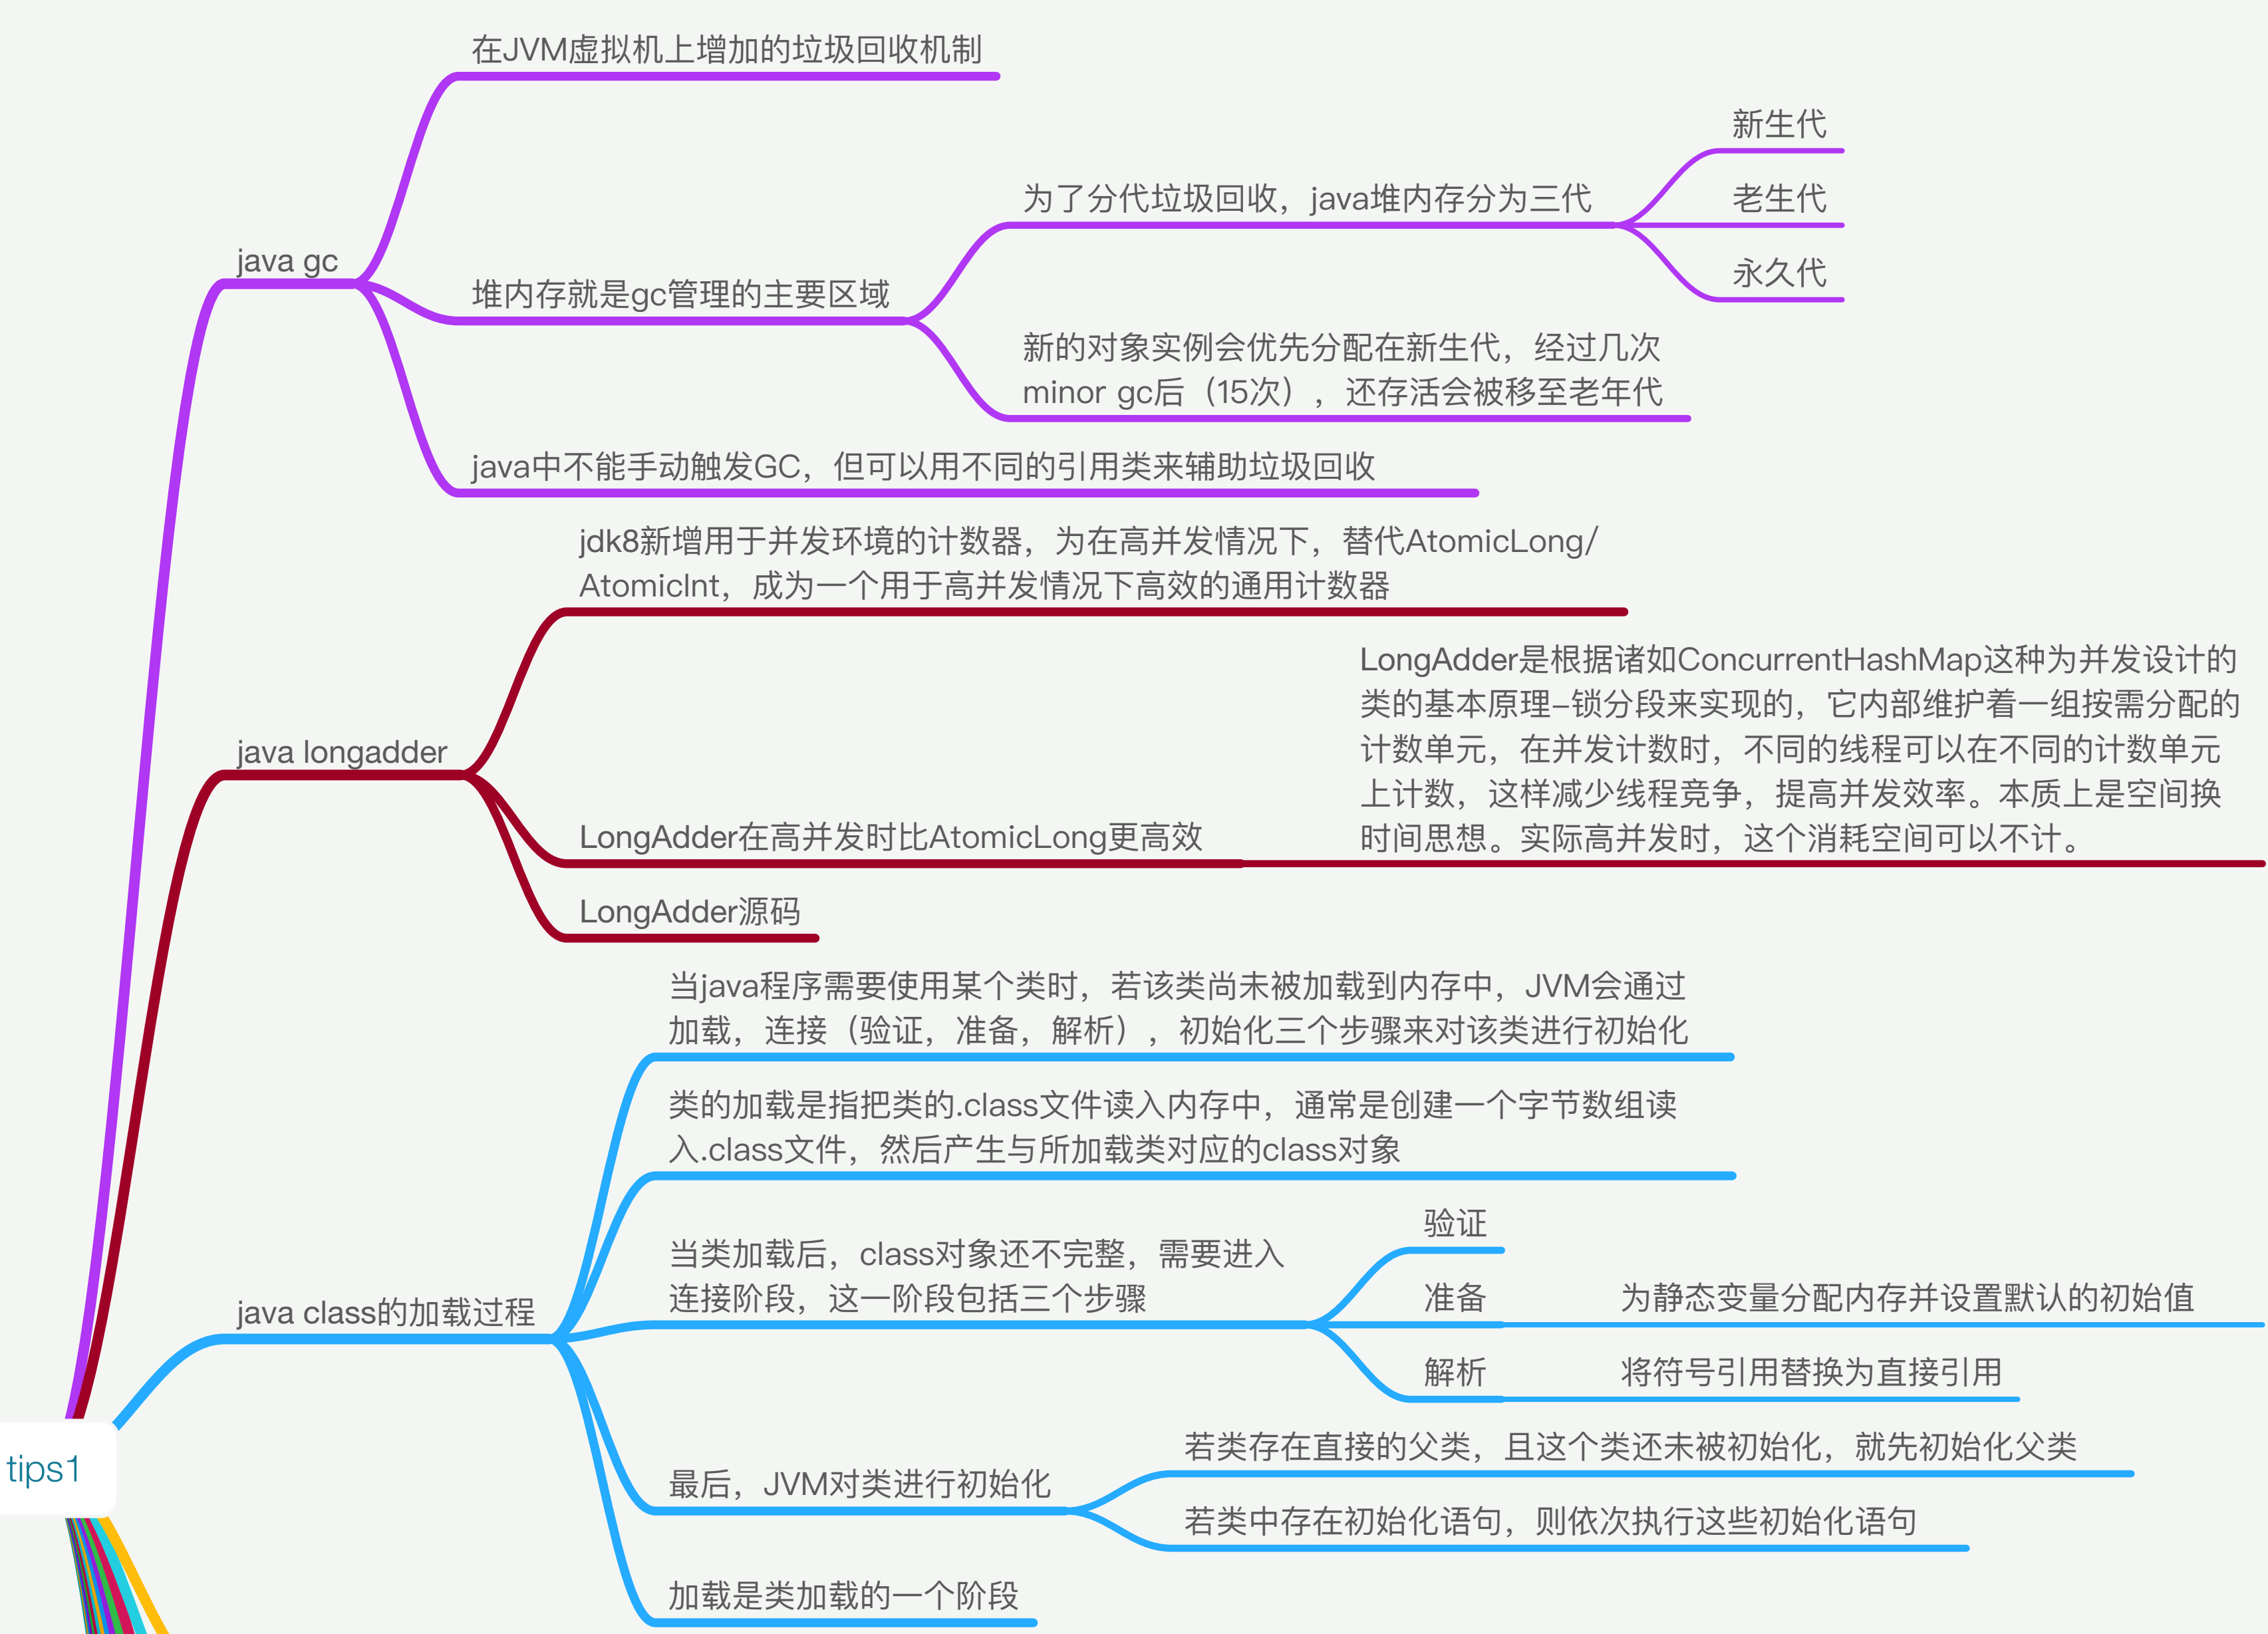 在JVM虚拟机上增加的垃圾回收机制
新生代
为了分代垃圾回收，java堆内存分为三代
老生代
java gc
永久代
堆内存就是gc管理的主要区域
新的对象实例会优先分配在新生代，经过几次
minor gc后（15次），还存活会被移至老年代
java中不能手动触发GC，但可以用不同的引用类来辅助垃圾回收
jdk8新增用于并发环境的计数器，为在高并发情况下，替代AtomicLong/
AtomicInt，成为一个用于高并发情况下高效的通用计数器
java longadder
LongAdder在高并发时比AtomicLong更高效
LongAdder是根据诸如ConcurrentHashMap这种为并发设计的
类的基本原理–锁分段来实现的，它内部维护着一组按需分配的
计数单元，在并发计数时，不同的线程可以在不同的计数单元
上计数，这样减少线程竞争，提高并发效率。本质上是空间换
时间思想。实际高并发时，这个消耗空间可以不计。
LongAdder源码
当java程序需要使用某个类时，若该类尚未被加载到内存中，JVM会通过
加载，连接（验证，准备，解析），初始化三个步骤来对该类进行初始化
类的加载是指把类的.class文件读入内存中，通常是创建一个字节数组读
入.class文件，然后产生与所加载类对应的class对象
java class的加载过程
当类加载后，class对象还不完整，需要进入
连接阶段，这一阶段包括三个步骤
验证
准备
为静态变量分配内存并设置默认的初始值
解析
将符号引用替换为直接引用
最后，JVM对类进行初始化
若类存在直接的父类，且这个类还未被初始化，就先初始化父类
若类中存在初始化语句，则依次执行这些初始化语句
加载是类加载的一个阶段
tips1